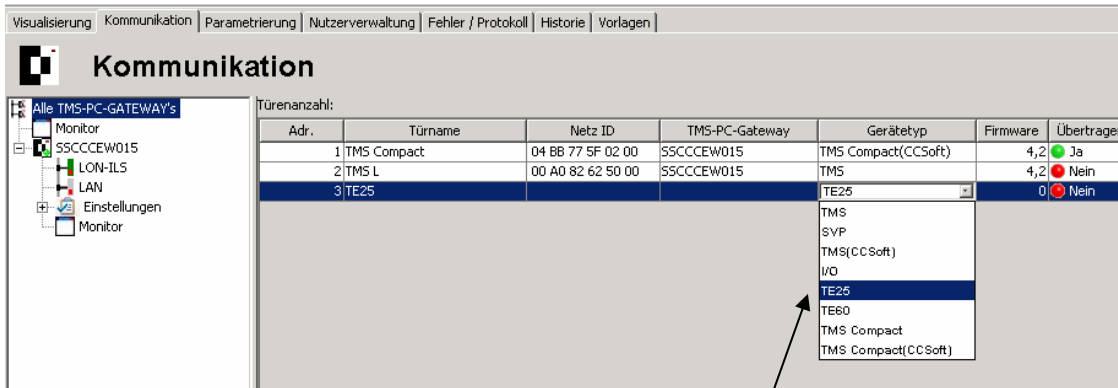 Visualisierung Kommunikation Parametrierung Nutzerverwaltung Fehler / Protokoll Historie Vorlagen
Kommunikation
Alle TMS-PC-GATEWAY's
Monitor
SSCCCEW015
LON-ILS
LAN
Einstellungen
Monitor
Türenanzahl:
Adr. Türname Netz ID TMS-PC-Gateway Gerätetyp Firmware
1 TMS Compact 04 BB 77 5F 02 00 SSCCCEW015 TMS Compact(CCSoft) 4,2 Ja
2 TMS L 00 A0 82 62 50 00 SSCCCEW015 TMS 4,2 Nein
3 TE25 TE25 0 Nein
TMS
SVP
TMS(CCSoft)
I/O
TE25
TE60
TMS Compact
TMS Compact(CCSoft)